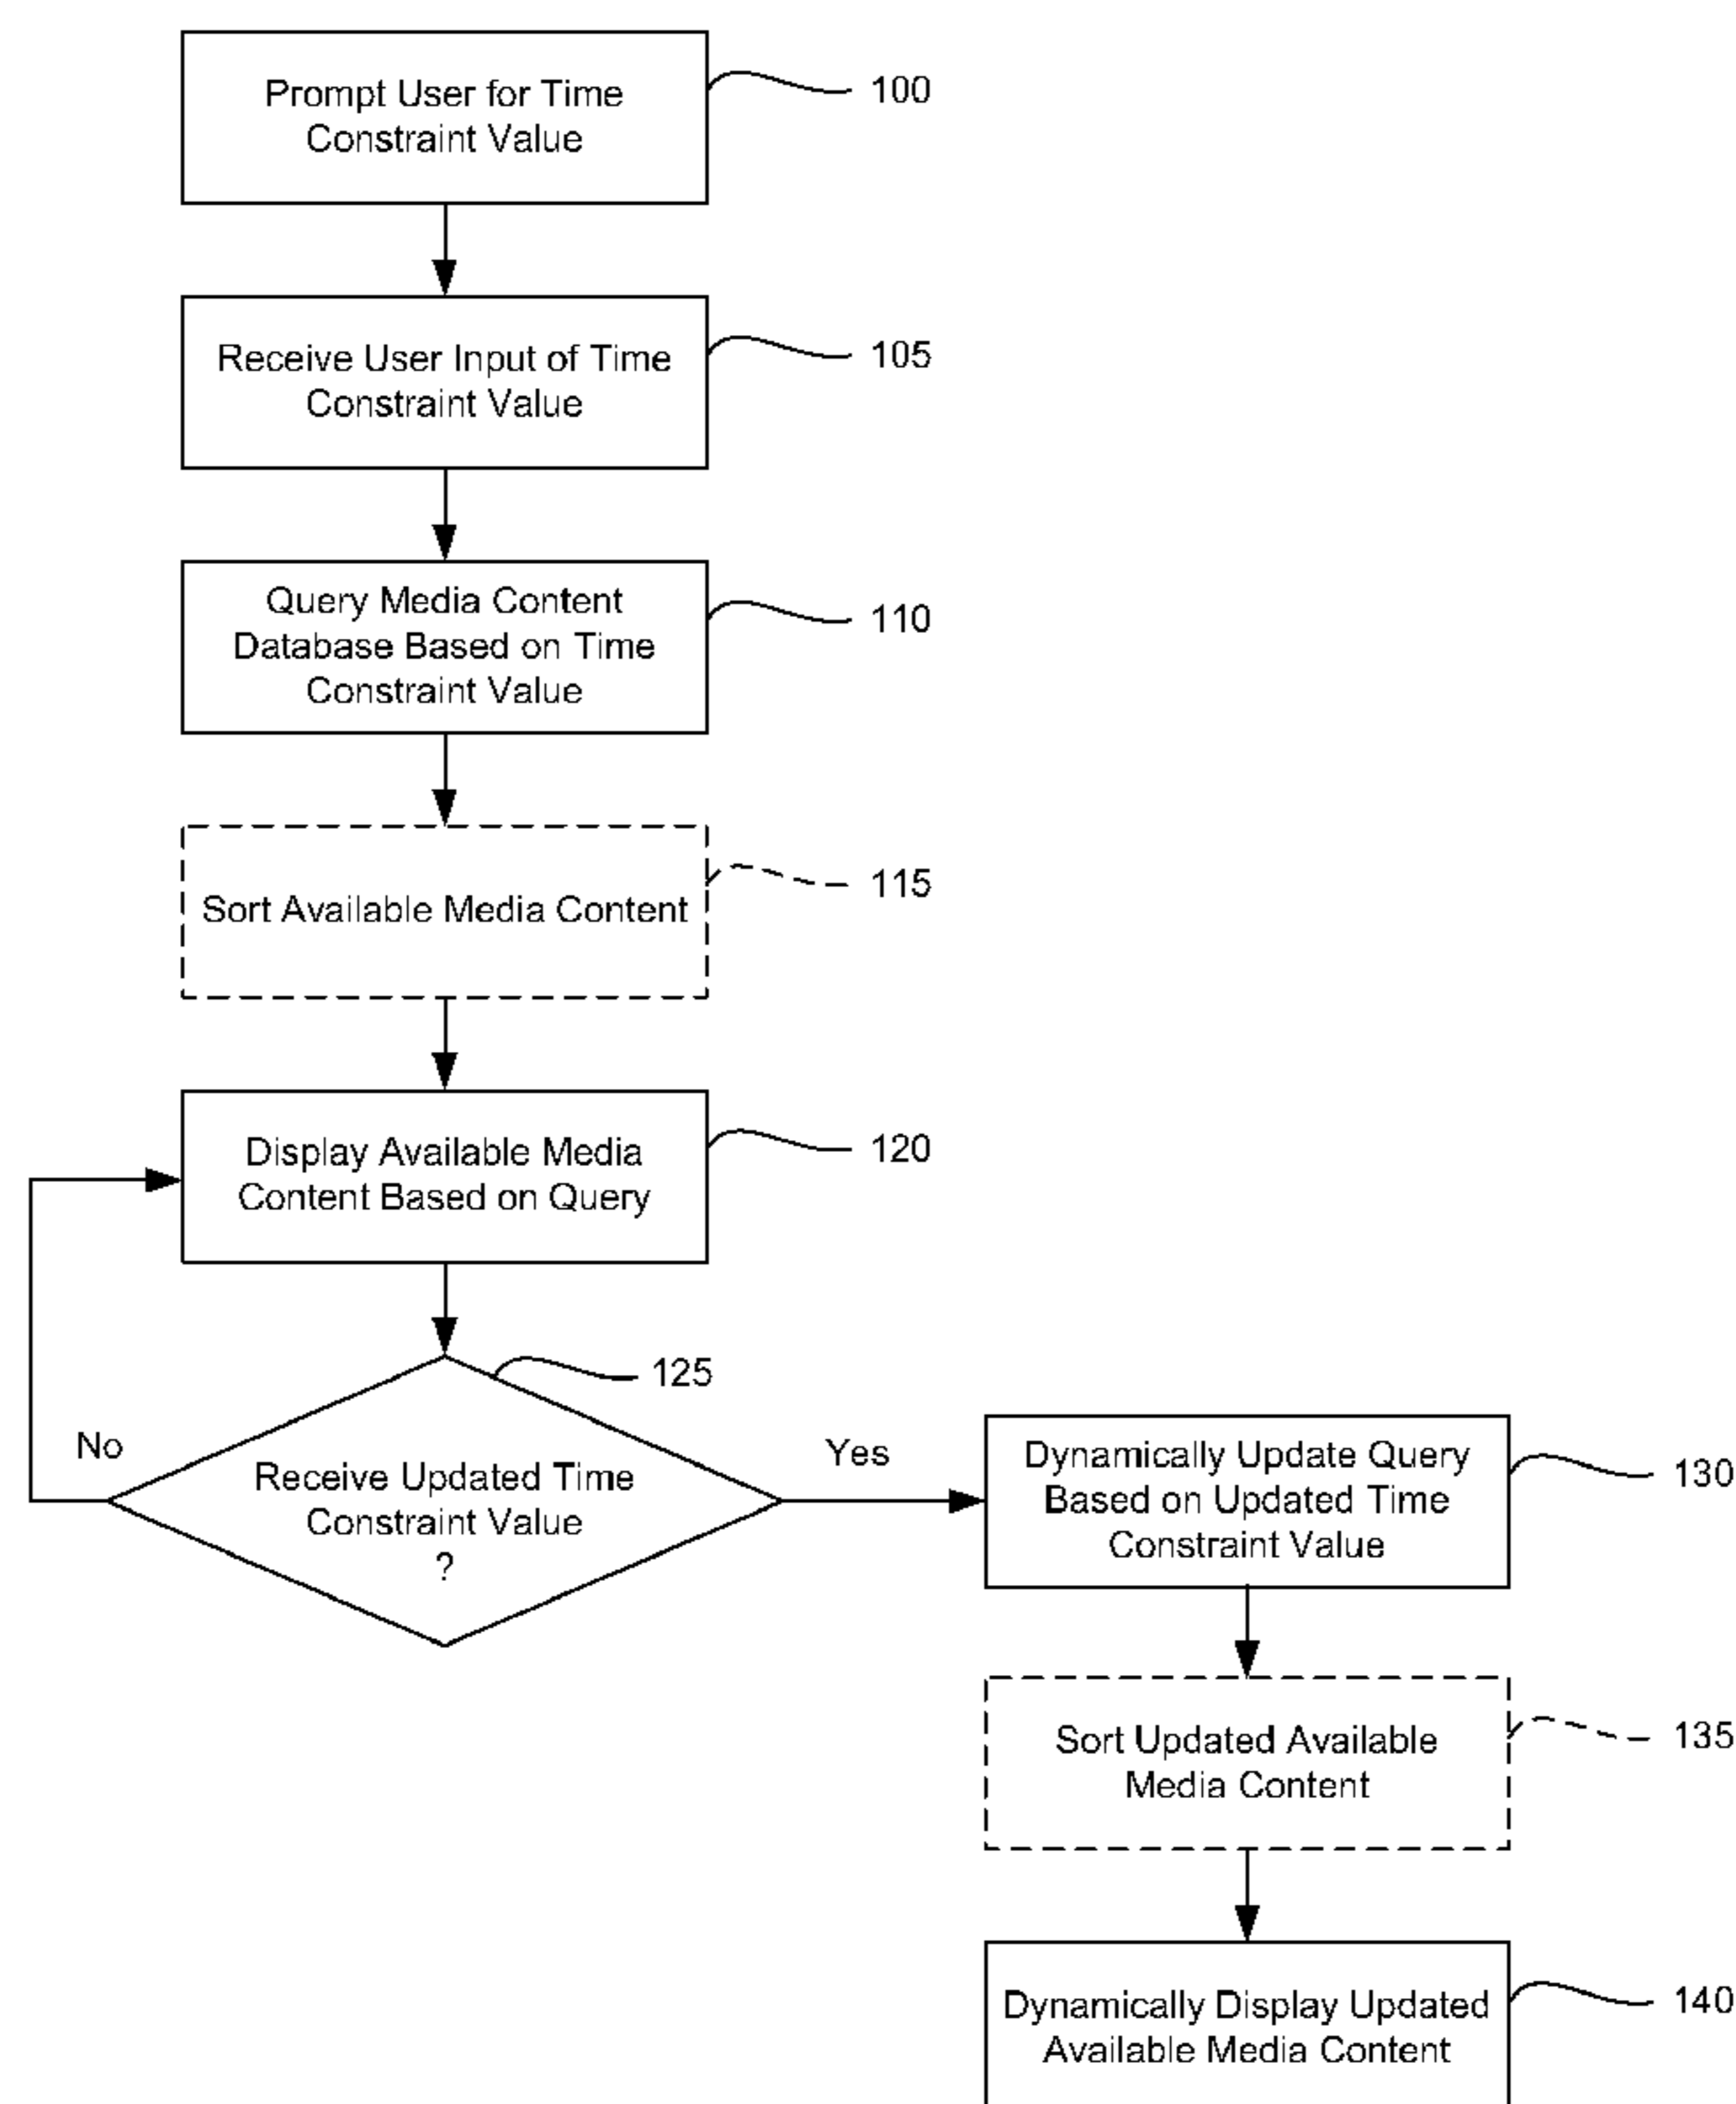 Prompt User for Time
Constraint Value
100
Receive User Input of Time
Constraint Value
105
Query Media Content
Database Based on Time
Constraint Value
110
Sort Available Media Content
115
Display Available Media
Content Based on Query
120
125
No
Receive Updated Time
Constraint Value
?
Yes
Dynamically Update Query
Based on Updated Time
Constraint Value
130
Sort Updated Available
Media Content
135
Dynamically Display Updated
Available Media Content
140